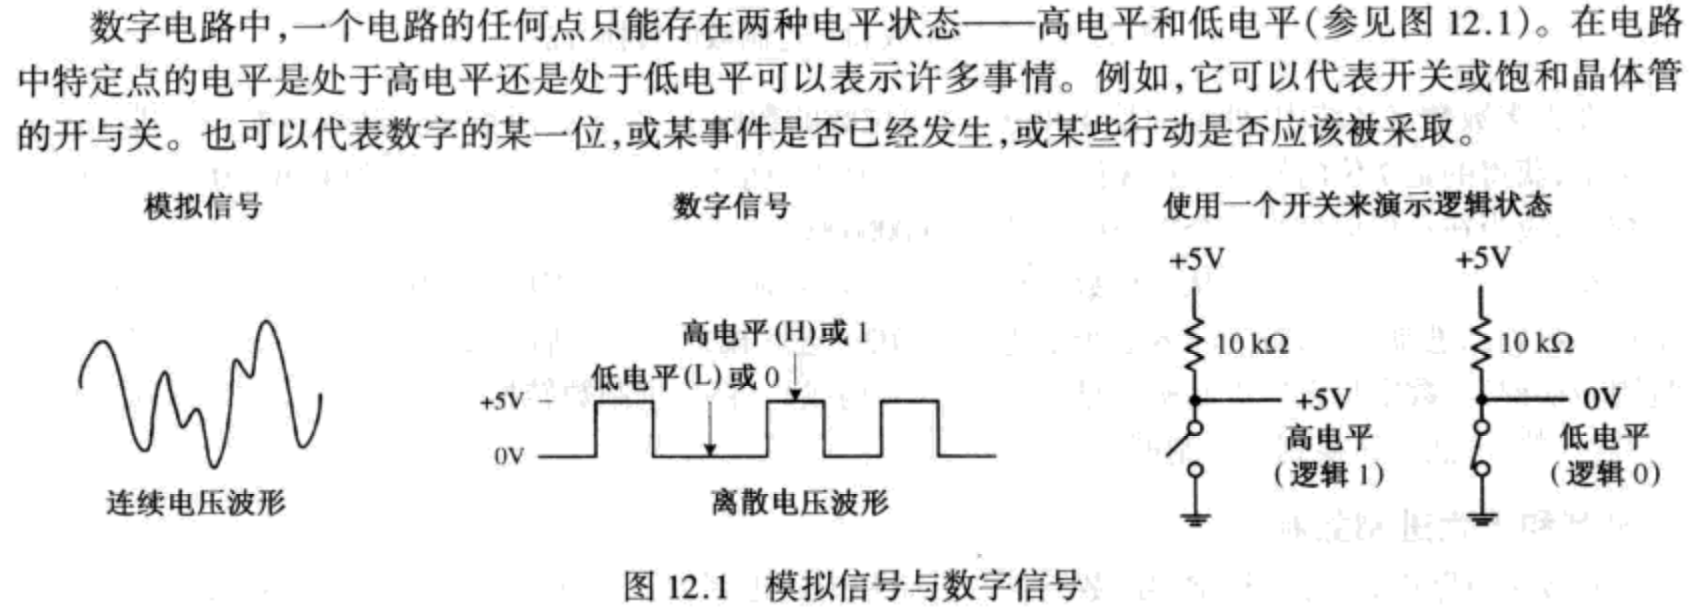 数字电路中,一个电路的任何点只能存在两种电平状态——高电平和低电平(参见图 12.1)。在电路
中特定点的电平是处于高电平还是处于低电平可以表示许多事情。例如,它可以代表开关或饱和晶体管
的开与关。也可以代表数字的某一位,或某事件是否已经发生,或某些行动是否应该被采取。
模拟信号
数字信号
使用一个开关来演示逻辑状态
+5V
+5V
高电平(H)或 1
10 kΩ
10 kΩ
低电平(L)或 0
+5V
+5V
0V
高电平
低电平
0V
(逻辑 1)
(逻辑 0)
连续电压波形
离散电压波形
图 12.1 模拟信号与数字信号